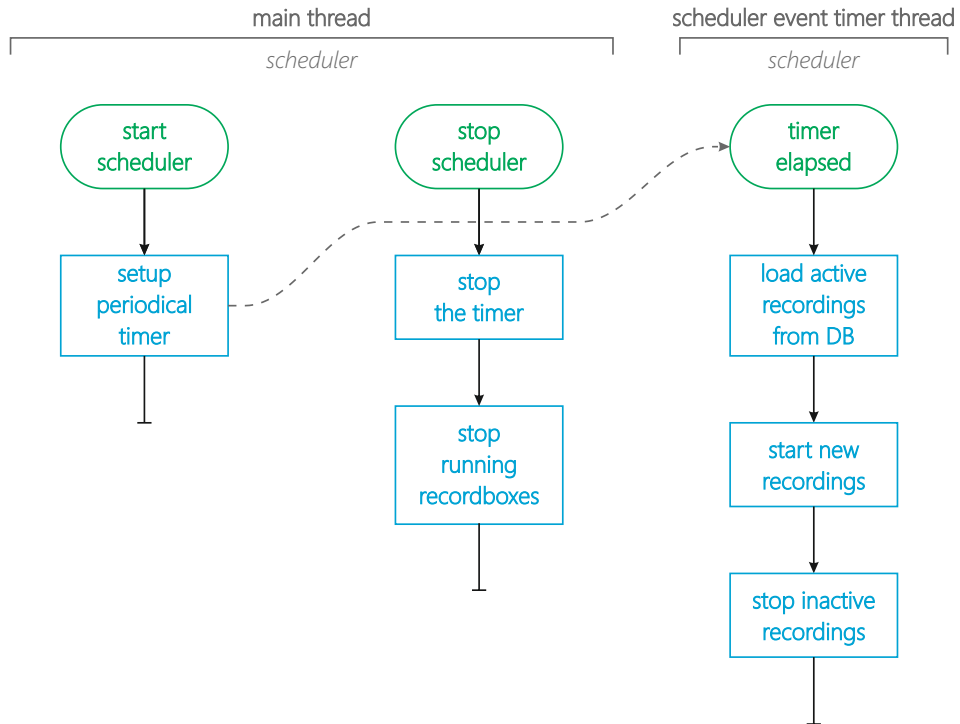 main thread
scheduler event timer thread
scheduler
scheduler
start
scheduler
setup
periodical
timer
stop
scheduler
stop
the timer
stop
running
recordboxes
timer
elapsed
load active
recordings
from DB
start new
recordings
stop inactive
recordings